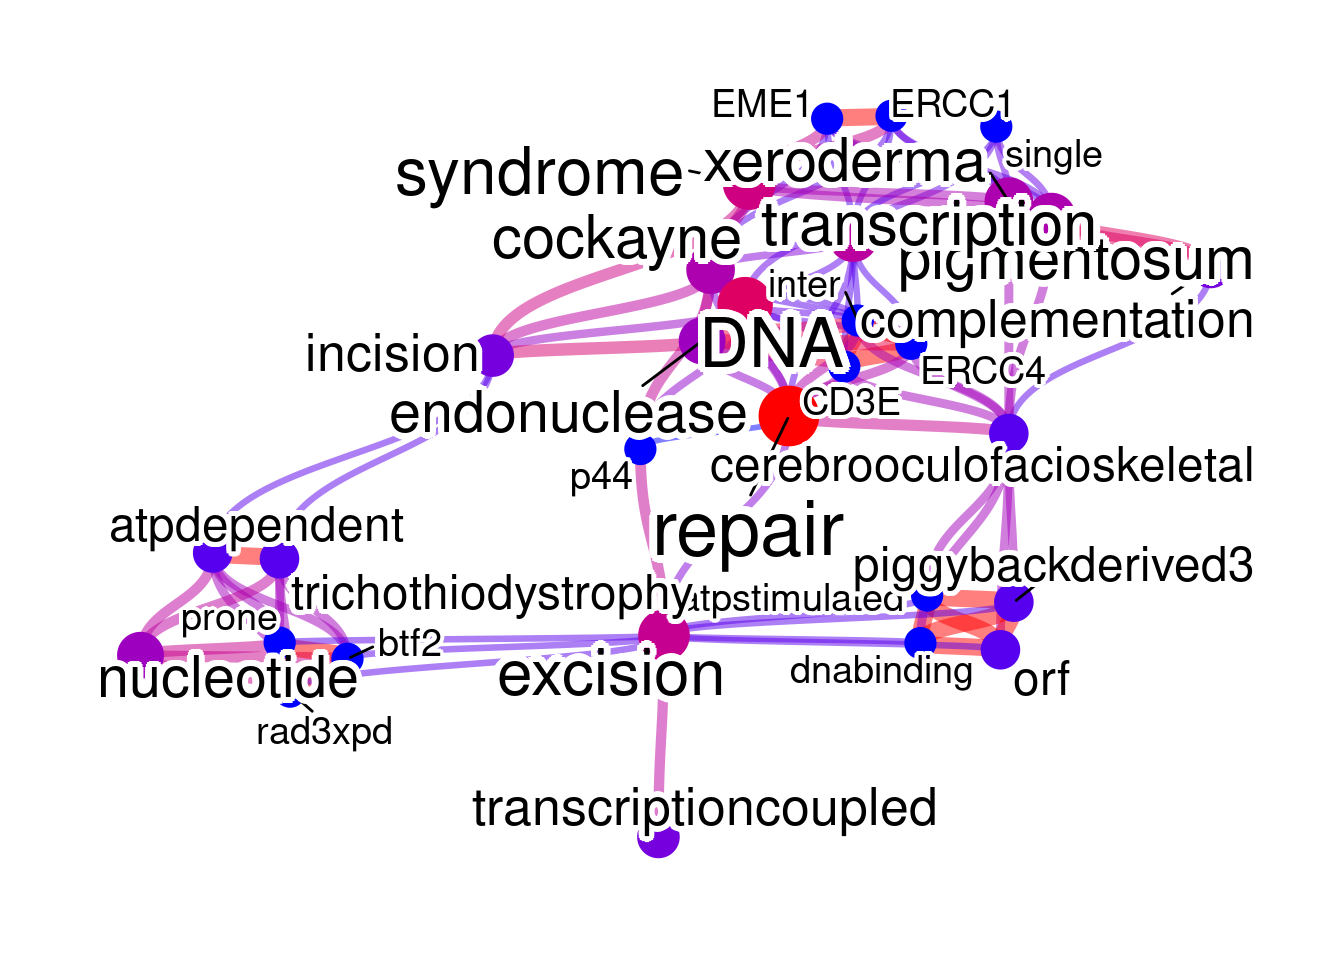 EME1
ERCC1
single
xeroderma
syndrome
transcription
cockayne
pigmentosum
inter
complementation
DNA
incision
ERCC4
CD3E
endonuclease
cerebrooculofacioskeletal
p44
atpdependent
repair
piggybackderived3
trichothiodystrophy
atpstimulated
prone
btf2
dnabinding
nucleotide
excision
orf
rad3xpd
transcriptioncoupled